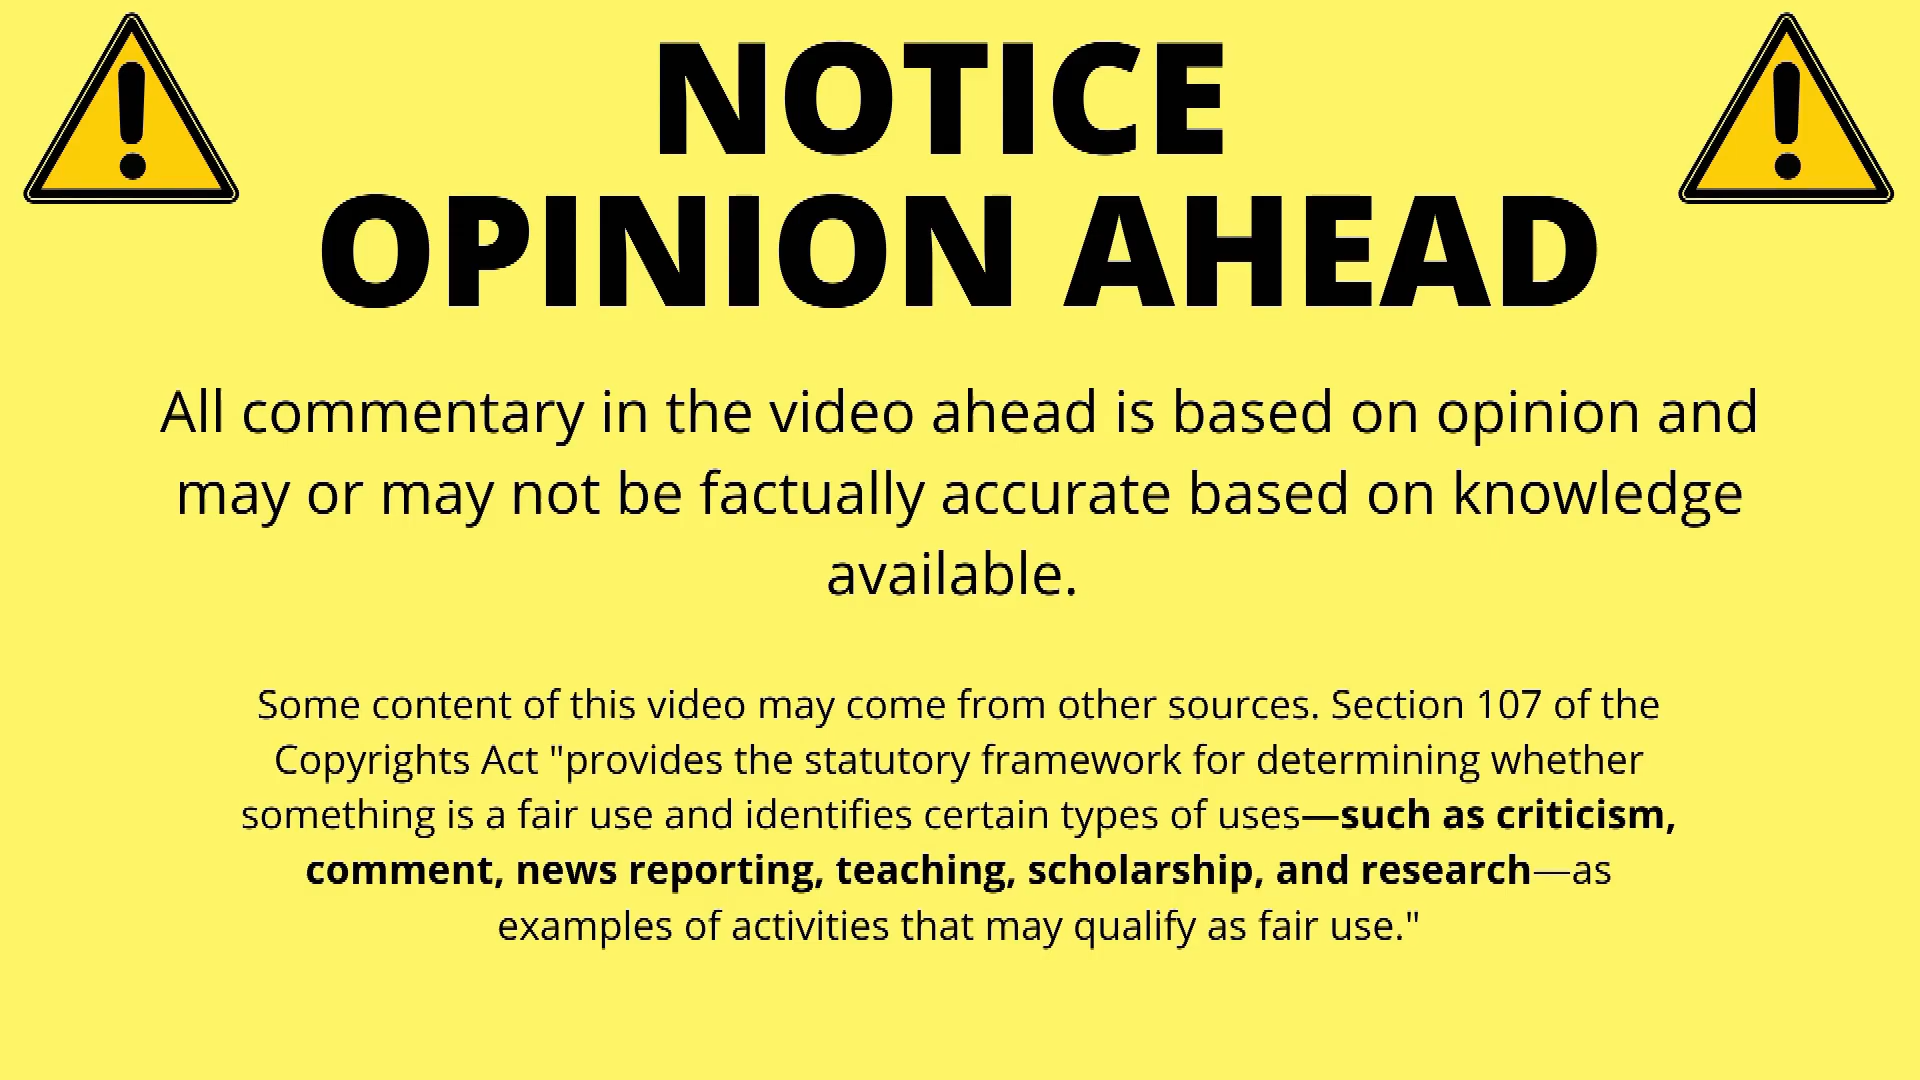 NOTICE
OPINION AHEAD
All commentary in the video ahead is based on opinion and
may or may not be factually accurate based on knowledge
available.
Some content of this video may come from other sources. Section 107 of the
Copyrights Act "provides the statutory framework for determining whether
something is a fair use and identifies certain types of uses—such as criticism,
comment, news reporting, teaching, scholarship, and research—as
examples of activities that may qualify as fair use."